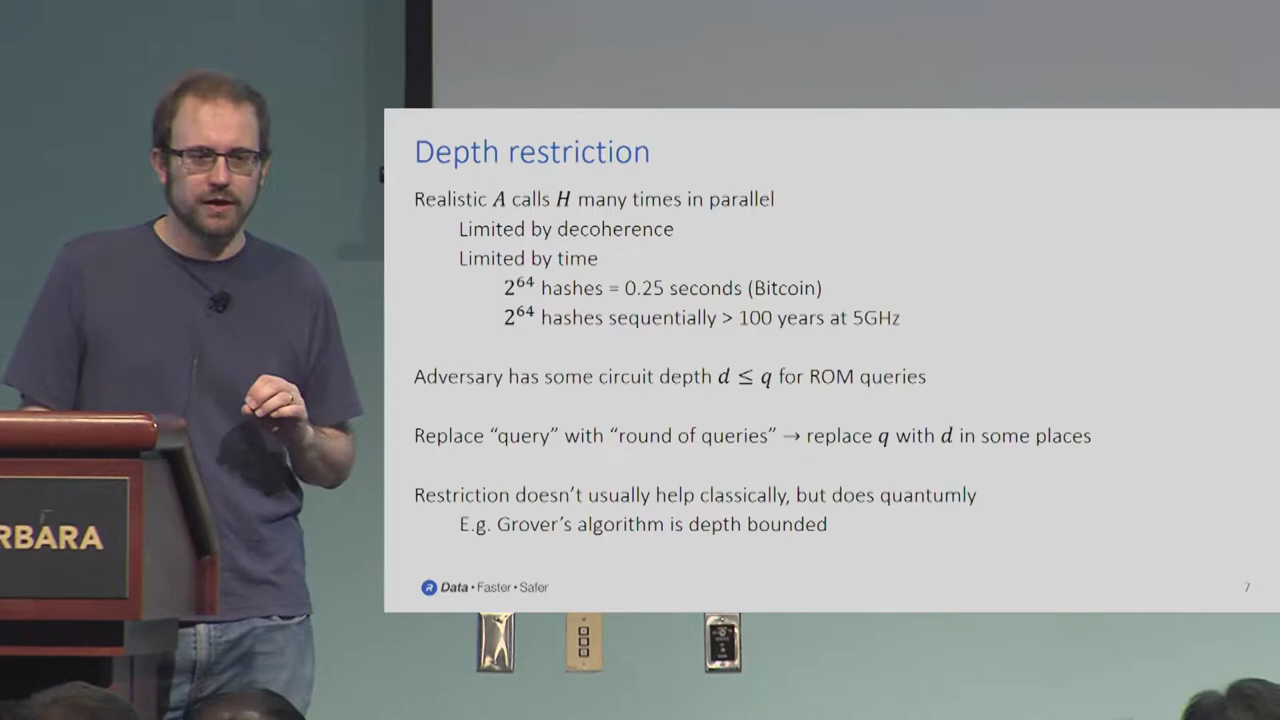 Depth restriction
Realistic A calls H many times in parallel
Limited by decoherence
Limited by time
2⁶⁴ hashes = 0.25 seconds (Bitcoin)
2⁶⁴ hashes sequentially > 100 years at 5GHz
Adversary has some circuit depth d ≤ q for ROM queries
Replace “query” with “round of queries” → replace q with d in some places
Restriction doesn’t usually help classically, but does quantumly
E.g. Grover’s algorithm is depth bounded
R Data • Faster • Safer
7
RBARA